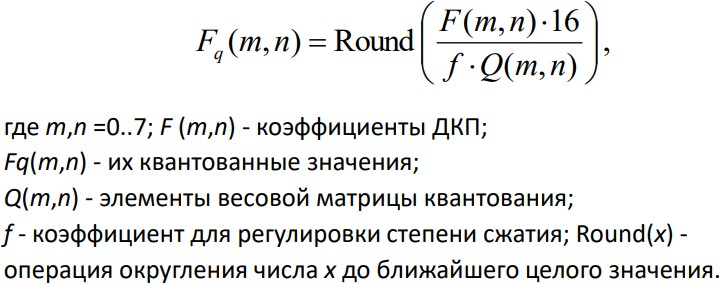 F_q (m,n) = Round( F(m,n)·16 / f·Q(m,n) ),
где m,n =0..7; F (m,n) - коэффициенты ДКП;
Fq(m,n) - их квантованные значения;
Q(m,n) - элементы весовой матрицы квантования;
f - коэффициент для регулировки степени сжатия; Round(x) -
операция округления числа x до ближайшего целого значения.